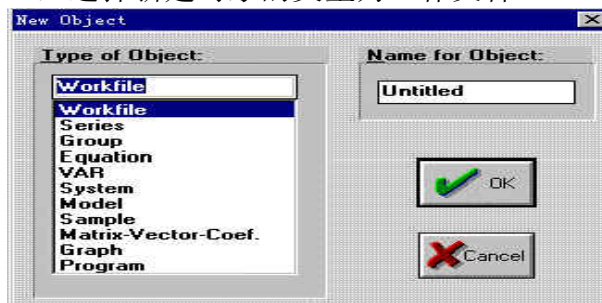 New Object
Type of Object:
Name for Object:
Workfile
Untitled
Workfile
Series
Group
Equation
VAR
System
Model
Sample
Matrix-Vector-Coef.
Graph
Program
OK
Cancel